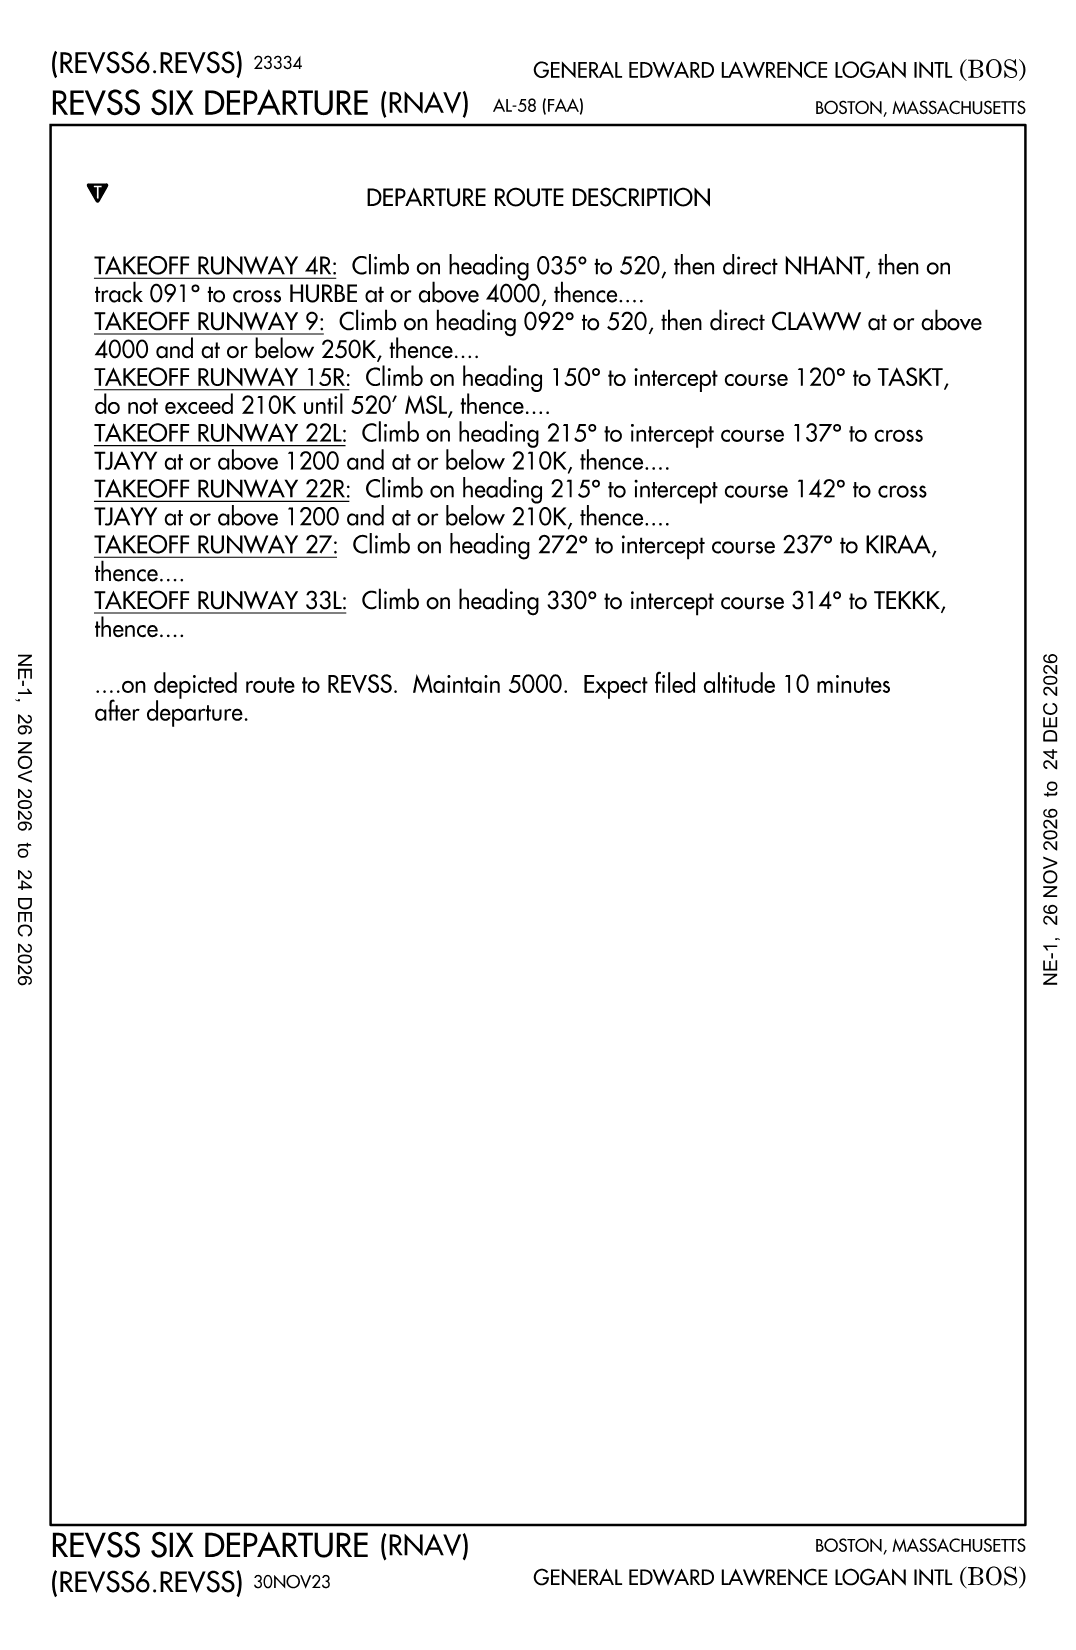 (REVSS6.REVSS) 23334
GENERAL EDWARD LAWRENCE LOGAN INTL (BOS)
REVSS SIX DEPARTURE (RNAV) AL-58 (FAA)
BOSTON, MASSACHUSETTS
T
DEPARTURE ROUTE DESCRIPTION
TAKEOFF RUNWAY 4R: Climb on heading 035° to 520, then direct NHANT, then on
track 091° to cross HURBE at or above 4000, thence....
TAKEOFF RUNWAY 9: Climb on heading 092° to 520, then direct CLAWW at or above
4000 and at or below 250K, thence....
TAKEOFF RUNWAY 15R: Climb on heading 150° to intercept course 120° to TASKT,
do not exceed 210K until 520’ MSL, thence....
TAKEOFF RUNWAY 22L: Climb on heading 215° to intercept course 137° to cross
TJAYY at or above 1200 and at or below 210K, thence....
TAKEOFF RUNWAY 22R: Climb on heading 215° to intercept course 142° to cross
TJAYY at or above 1200 and at or below 210K, thence....
TAKEOFF RUNWAY 27: Climb on heading 272° to intercept course 237° to KIRAA,
thence....
TAKEOFF RUNWAY 33L: Climb on heading 330° to intercept course 314° to TEKKK,
thence....
....on depicted route to REVSS. Maintain 5000. Expect filed altitude 10 minutes
after departure.
NE-1, 26 NOV 2026 to 24 DEC 2026
NE-1, 26 NOV 2026 to 24 DEC 2026
REVSS SIX DEPARTURE (RNAV)
BOSTON, MASSACHUSETTS
(REVSS6.REVSS) 30NOV23
GENERAL EDWARD LAWRENCE LOGAN INTL (BOS)